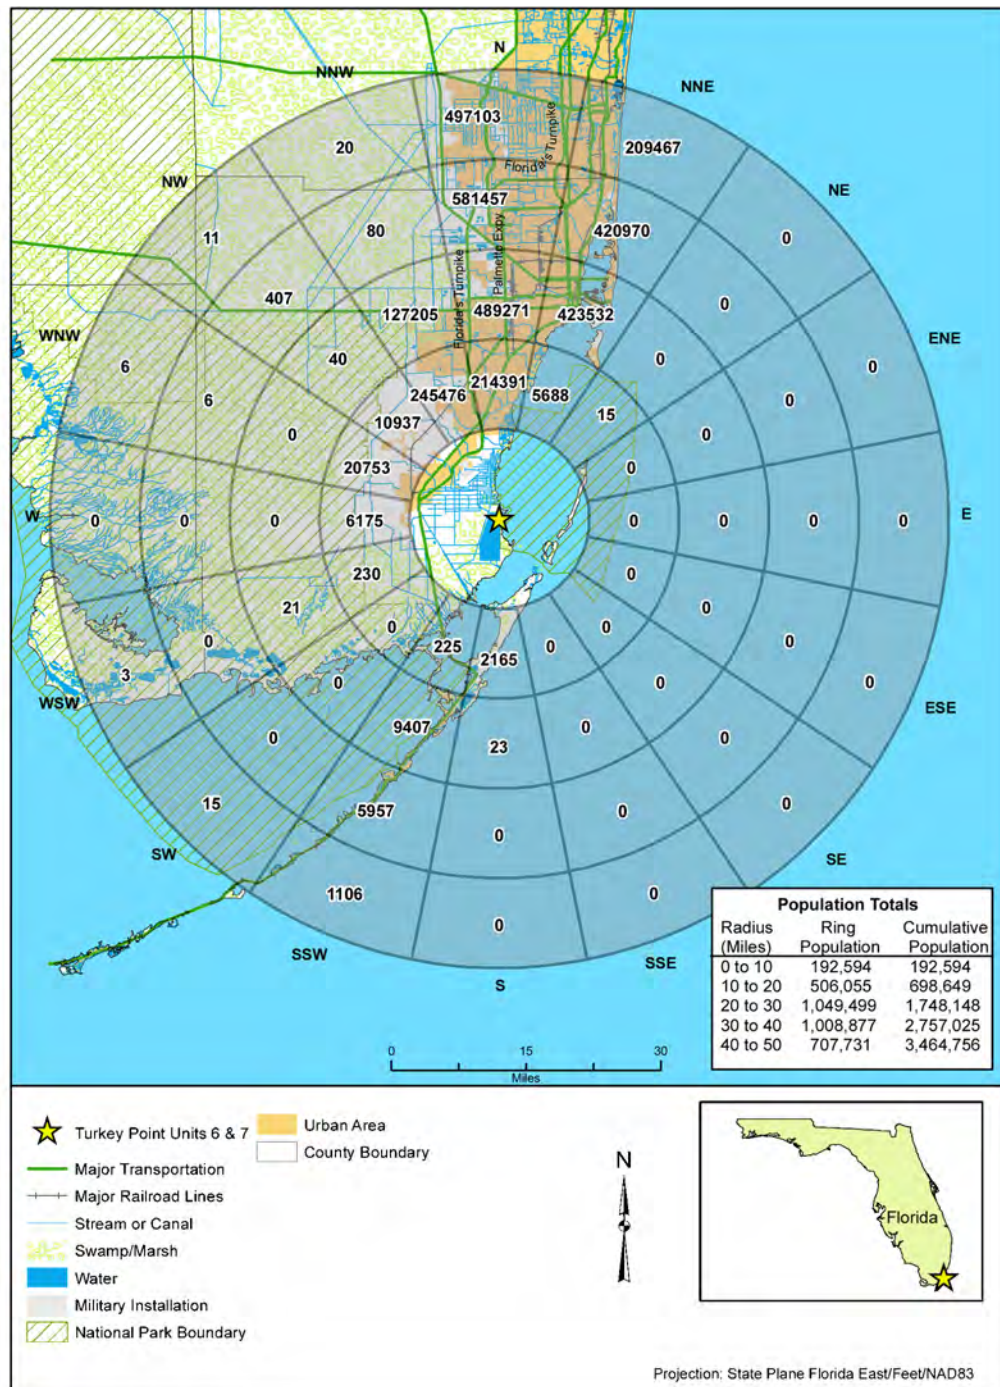 N
NNW
NNE
497103
20
209467
Florida's Turnpike
NW
NE
581457
11
80
420970
0
Palmetto Expy
407
Florida's Turnpike
0
127205
489271
423532
WNW
ENE
40
0
6
214391
0
6
245476
5688
0
10937
15
0
0
20753
0
W
0
0
0
6175
0
0
0
0
E
230
0
21
0
0
0
0
0
0
225
2165
0
3
0
0
0
WSW
ESE
9407
0
0
23
0
0
15
5957
0
0
0
SW
SE
1106
0
0
SSW
SSE
S
Population Totals
Radius (Miles) Ring Population Cumulative Population
0 to 10 192,594 192,594
10 to 20 506,055 698,649
20 to 30 1,049,499 1,748,148
30 to 40 1,008,877 2,757,025
40 to 50 707,731 3,464,756
0 15 30
Miles
Turkey Point Units 6 & 7
Major Transportation
Major Railroad Lines
Stream or Canal
Swamp/Marsh
Water
Military Installation
National Park Boundary
Urban Area
County Boundary
N
Florida
Projection: State Plane Florida East/Feet/NAD83